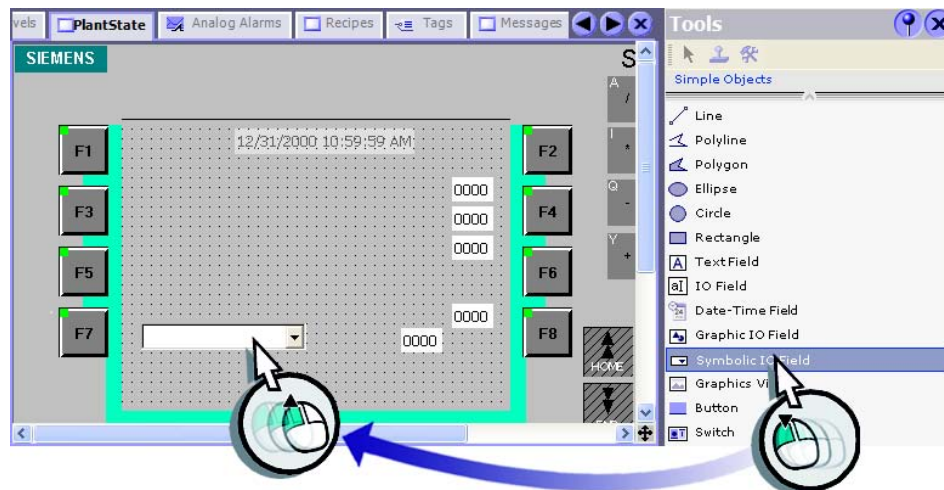 vels PlantState Analog Alarms Recipes Tags Messages
SIEMENS
S
12/31/2000 10:59:59 AM
F1
F2
F3
F4
F5
F6
F7
F8
0000
0000
0000
0000
0000
A
/
I
*
Q
-
Y
+
HOME
Tools
Simple Objects
Line
Polyline
Polygon
Ellipse
Circle
Rectangle
A TextField
aI IO Field
Date-Time Field
Graphic IO Field
Symbolic IO Field
Graphics Vi
Button
Switch